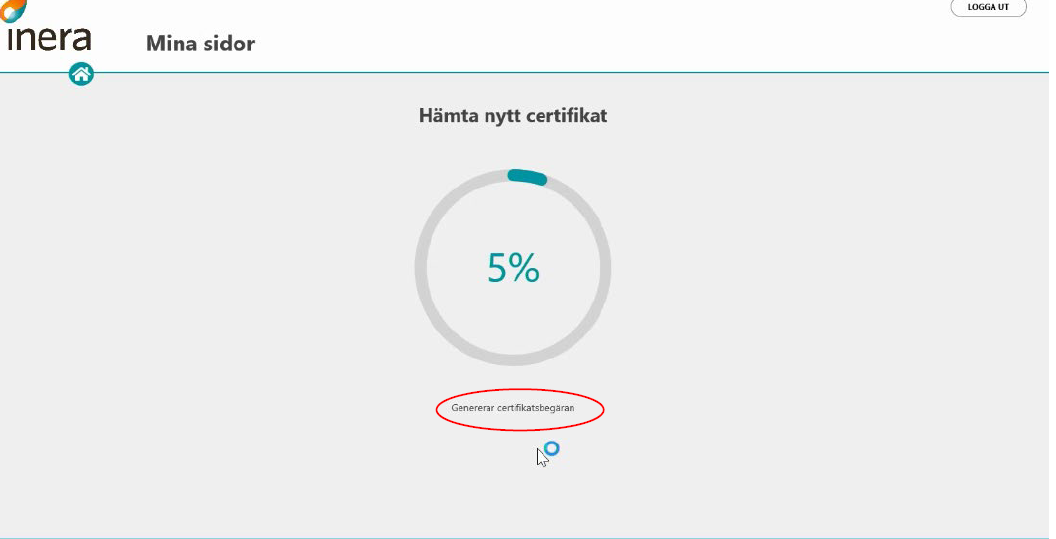 LOGGA UT
inera
Mina sidor
Hämta nytt certifikat
5%
Genererar certifikatsbegäran